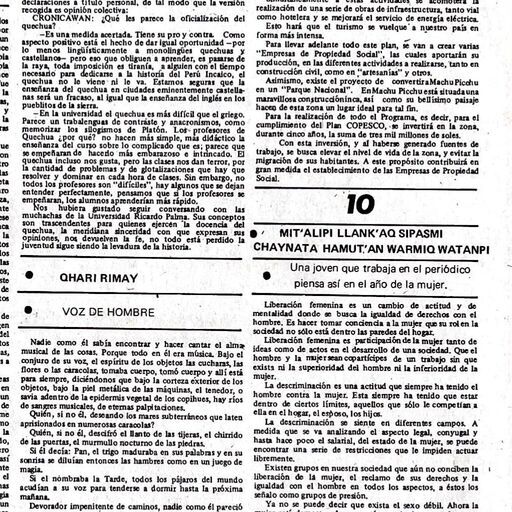 declaraciones a título personal, de tal modo que la versión
recogida es opinión colectiva:
CRONICAWAN: ¿Qué les parece la oficialización del
quechua?
—Es una medida acertada. Tiene su pro y contra. Como
aspecto positivo está el hecho de dar igual oportunidad —por
lo menos lingüísticamente a monolingües quechuas y
castellanos— pero eso que obliguen a aprender, es pasarse de
la raya, toda imposición es tiranía, a alguien con el tiempo
necesario para dedicarse a la historia del Perú Incaico, el
quechua no le viene ni le va. Estamos seguras que la
enseñanza del quechua en ciudades eminentemente castellanas
será un fracaso, al igual que la enseñanza del inglés en los
pueblitos de la sierra.
—En la universidad el quechua es más difícil que el griego.
Parece un trabalenguas de contraste y anacronismos, como
memorizar los silogismos de Platón. Los profesores de
Quechua ¿por qué? no hacen más simple, más didáctico la
enseñanza del curso sobre lo complicado que es; parece que
se empeñaran de hacerlo más embarazoso e intrincado. El
quechua incluso nos gusta, pero las clases nos dan terror, por
la cantidad de problemas y de glotalizaciones que hay que
resolver y dominar en cada hora de clases. Sin embargo, no
todos los profesores son "difíciles", hay algunos que se dejan
entender perfectamente, pensamos que si los profesores se
empeñaran, los alumnos aprenderían más rápido.
Nos hubiera gustado seguir conversando con las
muchachas de la Universidad Ricardo Palma. Sus conceptos
son trascendentes para quienes ejercen la docencia del
quechua, la meridiana sinceridad con que expresan sus
opiniones, nos devuelven la fe, no todo está perdido la
juventud sigue siendo la levadura de la historia.
QHARI RIMAY
VOZ DE HOMBRE
Nadie como él sabía encontrar y hacer cantar el alma
musical de las cosas. Porque todo en él era música. Bajo el
conjuro de su voz, el espíritu de los objetos las cucharas, las
flores o las caracolas, tomaba cuerpo, tomó cuerpo y allí está
para siempre, diciéndonos que bajo la corteza exterior de los
objetos, bajo la piel metálica de las máquinas, el tenedor, o
savia adentro de la epidermis vegetal de los copihues, hay ríos
de sangres musicales, de eternas palpitaciones.
Quién, si no él, deseando los mares subterráneos que laten
aprisionados en numerosas caracolas?
Quién, si no él, descifró el llanto de las tijeras, el chirrido
de las puertas, el murmullo nocturno de las piedras.
Si él decía: Pan, el trigo maduraba en sus palabras y en su
sonrisa se diluían entonces las hambres como en un juego de
magia.
Si él nombraba la Tarde, todos los pájaros del mundo
acudían a su voz para tenderse a dormir hasta la próxima
mañana.
Devorador impenitente de caminos, nadie como él pareció
realización de una serie de obras de infraestructura, tanto vial
como hotelera y se mejorará el servicio de energía eléctrica.
Esto hará que el turismo se vuelque a nuestro país en
forma más intensa.
Para llevar adelante todo este plan, se van a crear varias
"Empresas de Propiedad Social", las cuales aportarán su
producción, en las diferentes actividades a realizarse, tanto en
construcción civil, como en "artesanías" y otros.
Asimismo, existe el proyecto de convertir a Machu Picchu
en un "Parque Nacional". En Machu Picchu está situada una
maravillosa construcción inca, así como su bellísimo paisaje
hacen de esta zona un lugar ideal para tal fin.
Para la realización de todo el Programa, es decir, para el
cumplimiento del Plan COPESCO, se invertirá en la zona,
durante cinco años, la suma de tres mil millones de soles.
Con esta inversión, y al haberse generado fuentes de
trabajo, se busca elevar el nivel de vida de la zona, y evitar la
migración de sus habitantes. A este propósito contribuirá en
gran medida el establecimiento de las Empresas de Propiedad
Social.
10
MIT'ALIPI LLANK'AQ SIPASMI
CHAYNATA HAMUT'AN WARMIQ WATANPI
Una joven que trabaja en el periódico
piensa así en el año de la mujer.
Liberación femenina es un cambio de actitud y de
mentalidad donde se busca la igualdad de derechos con el
hombre. Es hacer tomar conciencia a la mujer que su rol en la
sociedad no sólo está dentro las paredes del hogar.
Liberación femenina es participación de la mujer tanto de
ideas como de actos en el desarrollo de una sociedad. Que el
hombre y la mujer sean copartícipes de un trabajo sin que
exista ni la superioridad del hombre ni la inferioridad de la
mujer.
La descriminación es una actitud que siempre ha tenido el
hombre contra la mujer. Esta siempre ha tenido que estar
dentro de ciertos límites, aquellos que sólo le competían a
ella en el hogar, el esposo, los hijos.
La discriminación se siente en diferentes campos. A
medida que se va analizando el aspecto legal, conyugal y
hasta hace poco el salarial, del estado de la mujer, se puede
encontrar una serie de restricciones que le impiden actuar
libremente.
Existen grupos en nuestra sociedad que aún no conciben la
liberación de la mujer, el reclamo de sus derechos y la
igualdad con el hombre en todo los aspectos, a éstos los
señalo como grupos de presión.
Ya no se puede decir que exista el sexo débil. Ahora la